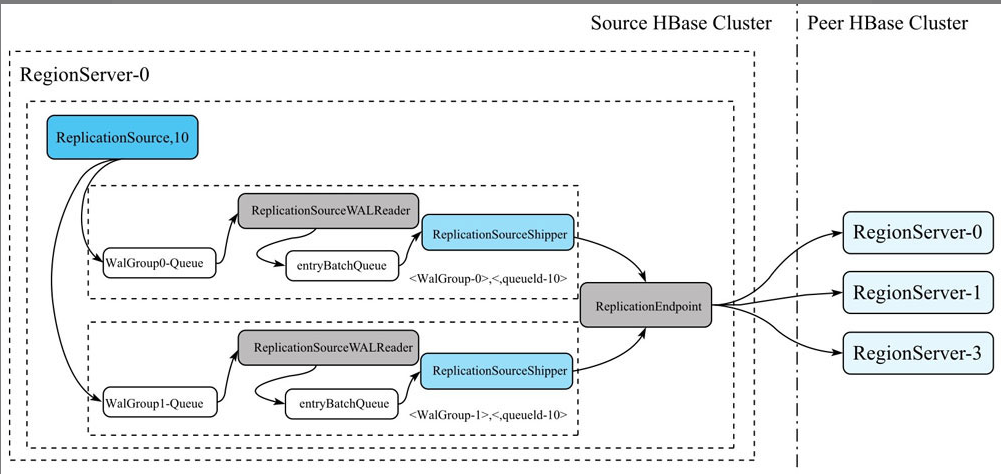 Source HBase Cluster
Peer HBase Cluster
RegionServer-0
ReplicationSource,10
ReplicationSourceWALReader
ReplicationSourceShipper
WalGroup0-Queue
entryBatchQueue
<WalGroup-0>,<,queueId-10>
ReplicationEndpoint
ReplicationSourceWALReader
ReplicationSourceShipper
WalGroup1-Queue
entryBatchQueue
<WalGroup-1>,<,queueId-10>
RegionServer-0
RegionServer-1
RegionServer-3